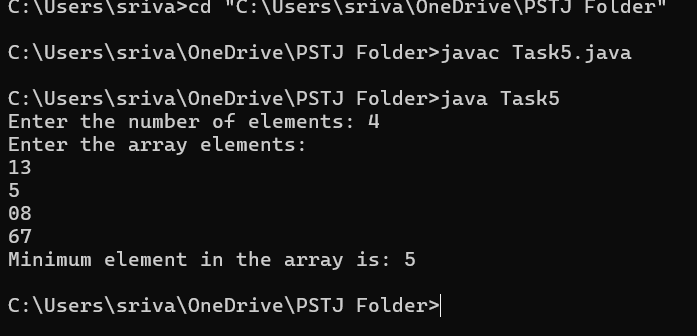 C:\Users\sriva>cd "C:\Users\sriva\OneDrive\PSTJ Folder"
C:\Users\sriva\OneDrive\PSTJ Folder>javac Task5.java
C:\Users\sriva\OneDrive\PSTJ Folder>java Task5
Enter the number of elements: 4
Enter the array elements:
13
5
08
67
Minimum element in the array is: 5
C:\Users\sriva\OneDrive\PSTJ Folder>